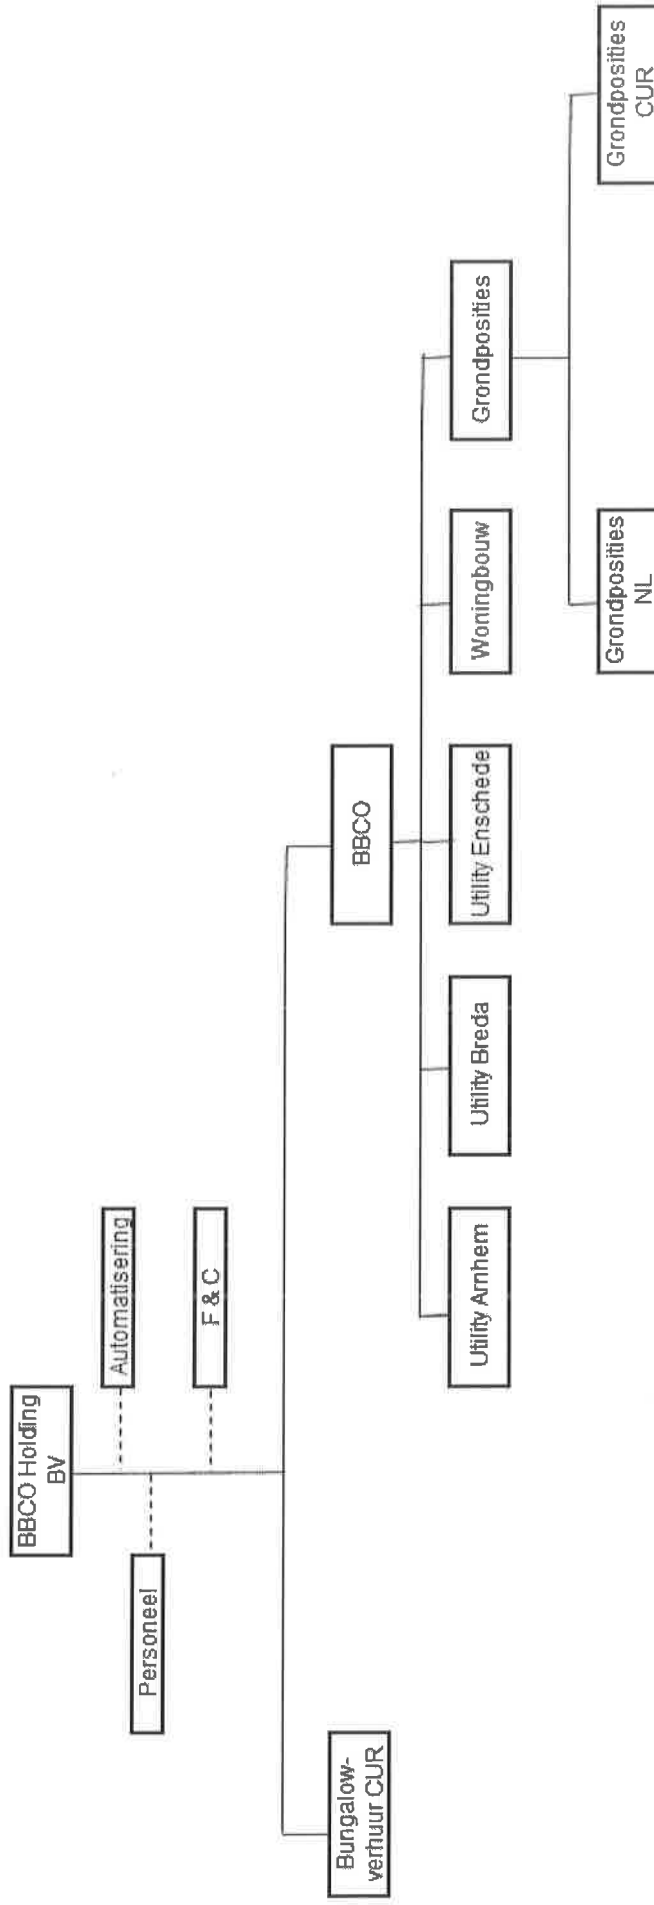 BBCO Holding
BV
Automatisering
Personeel
F & C
Bungalow-
verhuur CUR
BBCO
Utility Arnhem
Utility Breda
Utility Enschede
Woningbouw
Grondposities
Grondposities
NL
Grondposities
CUR